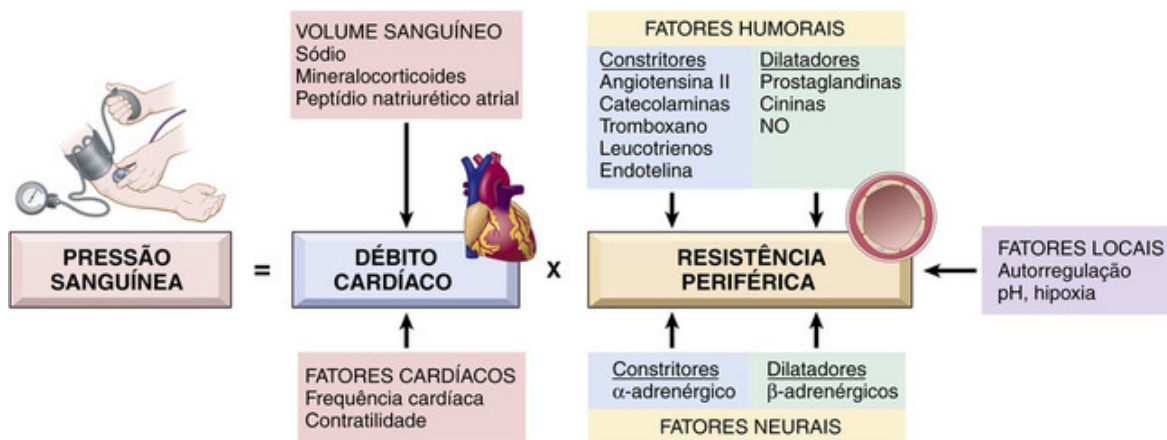 VOLUME SANGUÍNEO
Sódio
Mineralocorticoides
Peptídio natriurético atrial
FATORES HUMORAIS
Constritores
Angiotensina II
Catecolaminas
Tromboxano
Leucotrienos
Endotelina
Dilatadores
Prostaglandinas
Cininas
NO
PRESSÃO
SANGUÍNEA
=
DÉBITO
CARDÍACO
x
RESISTÊNCIA
PERIFÉRICA
FATORES LOCAIS
Autorregulação
pH, hipoxia
FATORES CARDÍACOS
Frequência cardíaca
Contratilidade
Constritores
α-adrenérgico
Dilatadores
β-adrenérgicos
FATORES NEURAIS